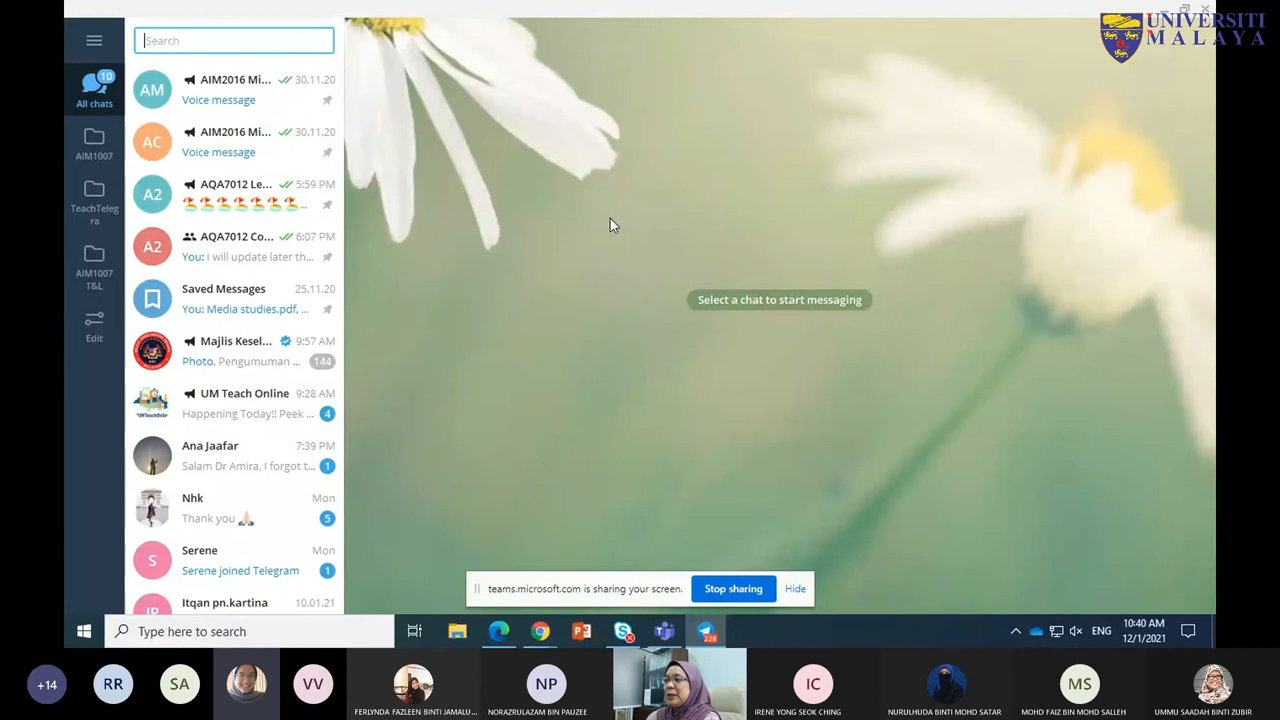 UNIVERSITI
MALAYA
Search
10
All chats
AIM1007
TeachTelegra
ra
AIM1007
T&L
Edit
AM
AIM2016 Mi... 30.11.20
Voice message
AC
AIM2016 Mi... 30.11.20
Voice message
A2
AQA7012 Le... 5:59 PM
...
A2
AQA7012 Co... 6:07 PM
You: I will update later th...
Saved Messages 25.11.20
You: Media studies.pdf, ...
Majlis Kesel... 9:57 AM
Photo, Pengumuman ... 144
UM Teach Online 9:28 AM
Happening Today!! Peek ... 4
Ana Jaafar 7:39 PM
Salam Dr Amira, I forgot t... 1
Nhk Mon
Thank you 🙏 5
S
Serene Mon
Serene joined Telegram 1
Itqan pn.kartina 10.01.21
Select a chat to start messaging
teams.microsoft.com is sharing your screen. Stop sharing Hide
Type here to search
228
ENG
10:40 AM
12/1/2021
+14
RR
SA
VV
FERLYNDA FAZLEEN BINTI JAMALU...
NP
NORAZRULAZAM BIN PAUZEE
IC
IRENE YONG SEOK CHING
NURULHUDA BINTI MOHD SATAR
MS
MOHD FAIZ BIN MOHD SALLEH
UMMU SAADAH BINTI ZUBIR